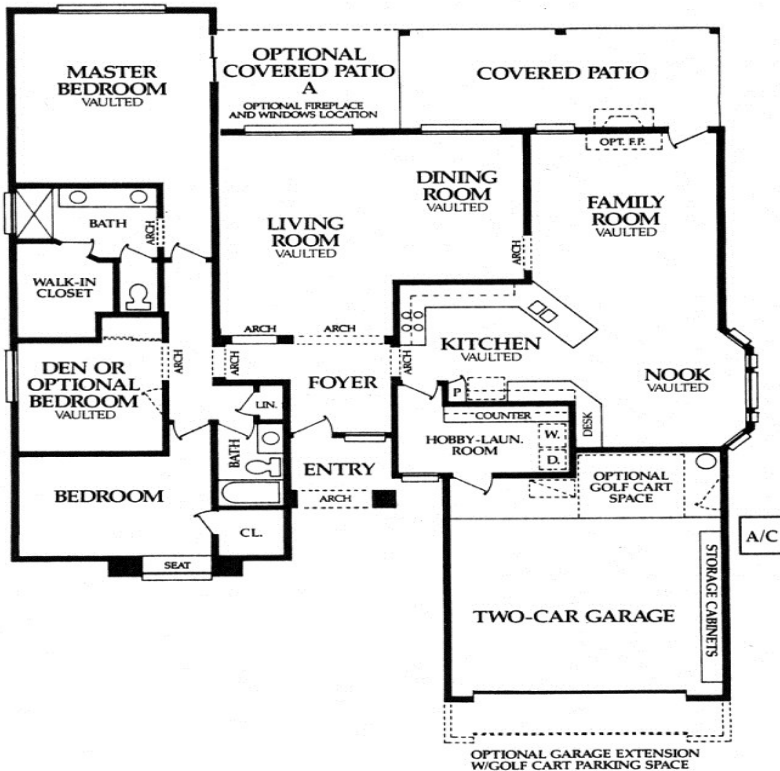 MASTER
BEDROOM
VAULTED
OPTIONAL
COVERED PATIO
A
OPTIONAL FIREPLACE
AND WINDOWS LOCATION
COVERED PATIO
OPT. F.P.
DINING
ROOM
VAULTED
FAMILY
ROOM
VAULTED
LIVING
ROOM
VAULTED
BATH
ARCH
ARCH
WALK-IN
CLOSET
ARCH
ARCH
KITCHEN
VAULTED
NOOK
VAULTED
DEN OR
OPTIONAL
BEDROOM
VAULTED
ARCH
ARCH
FOYER
ARCH
P
LIN.
COUNTER
DESK
HOBBY-LAUN.
ROOM
W.
D.
BATH
ENTRY
ARCH
BEDROOM
CL.
SEAT
OPTIONAL
GOLF CART
SPACE
A/C
STORAGE CABINETS
TWO-CAR GARAGE
OPTIONAL GARAGE EXTENSION
W/GOLF CART PARKING SPACE